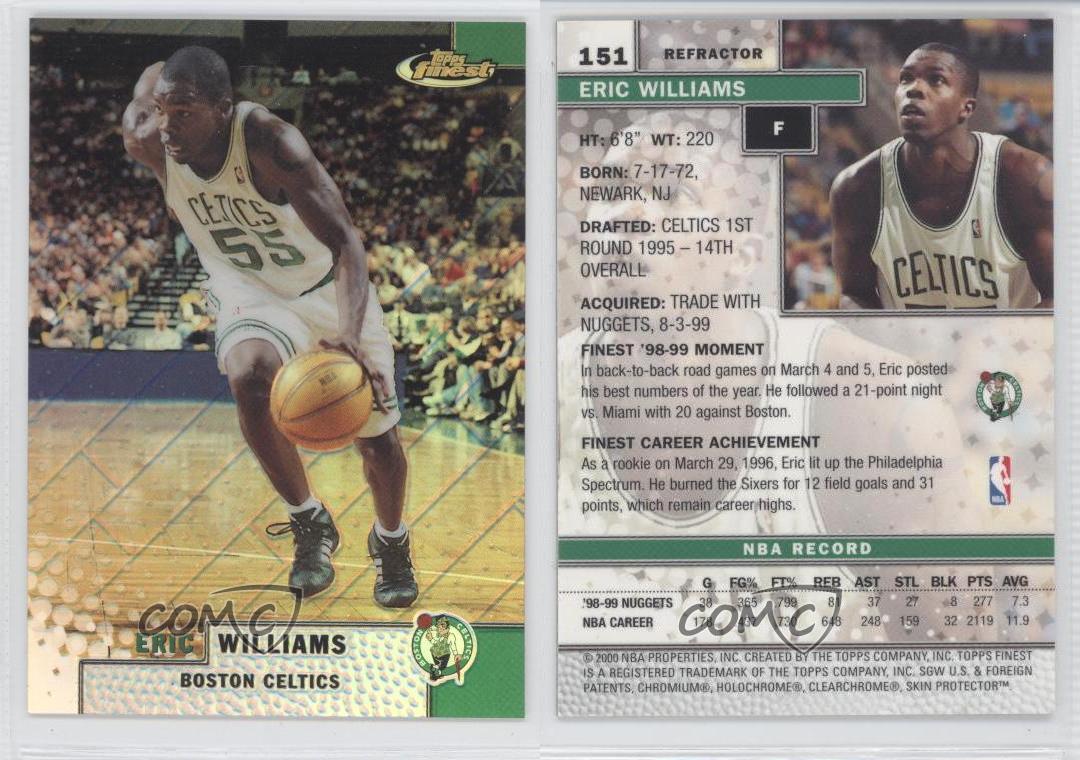 Topps
Finest
CELTICS
55
ERIC WILLIAMS
BOSTON CELTICS
BOSTON CELTICS
COMC
151 REFRACTOR
ERIC WILLIAMS
F
HT: 6'8" WT: 220
BORN: 7-17-72,
NEWARK, NJ
DRAFTED: CELTICS 1ST
ROUND 1995 – 14TH
OVERALL
ACQUIRED: TRADE WITH
NUGGETS, 8-3-99
CELTICS
FINEST '98-99 MOMENT
In back-to-back road games on March 4 and 5, Eric posted
his best numbers of the year. He followed a 21-point night
vs. Miami with 20 against Boston.
FINEST CAREER ACHIEVEMENT
As a rookie on March 29, 1996, Eric lit up the Philadelphia
Spectrum. He burned the Sixers for 12 field goals and 31
points, which remain career highs.
NBA
NBA RECORD
G FG% FT% REB AST STL BLK PTS AVG
'98-99 NUGGETS 38 .365 .799 81 37 27 8 277 7.3
NBA CAREER 178 .437 .730 648 248 159 32 2119 11.9
COMC
© 2000 NBA PROPERTIES, INC. CREATED BY THE TOPPS COMPANY, INC. TOPPS FINEST
IS A REGISTERED TRADEMARK OF THE TOPPS COMPANY, INC. SGW U.S. & FOREIGN
PATENTS, CHROMIUM®, HOLOCHROME®, CLEARCHROME®, SKIN PROTECTOR™.